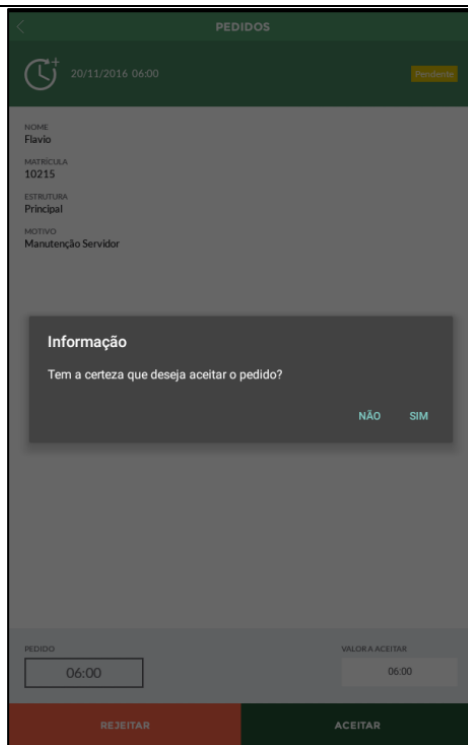 PEDIDOS
20/11/2016 06:00
Pendente
NOME
Flavio
MATRÍCULA
10215
ESTRUTURA
Principal
MOTIVO
Manutenção Servidor
Informação
Tem a certeza que deseja aceitar o pedido?
NÃO SIM
PEDIDO
VALOR A ACEITAR
06:00
06:00
REJEITAR
ACEITAR